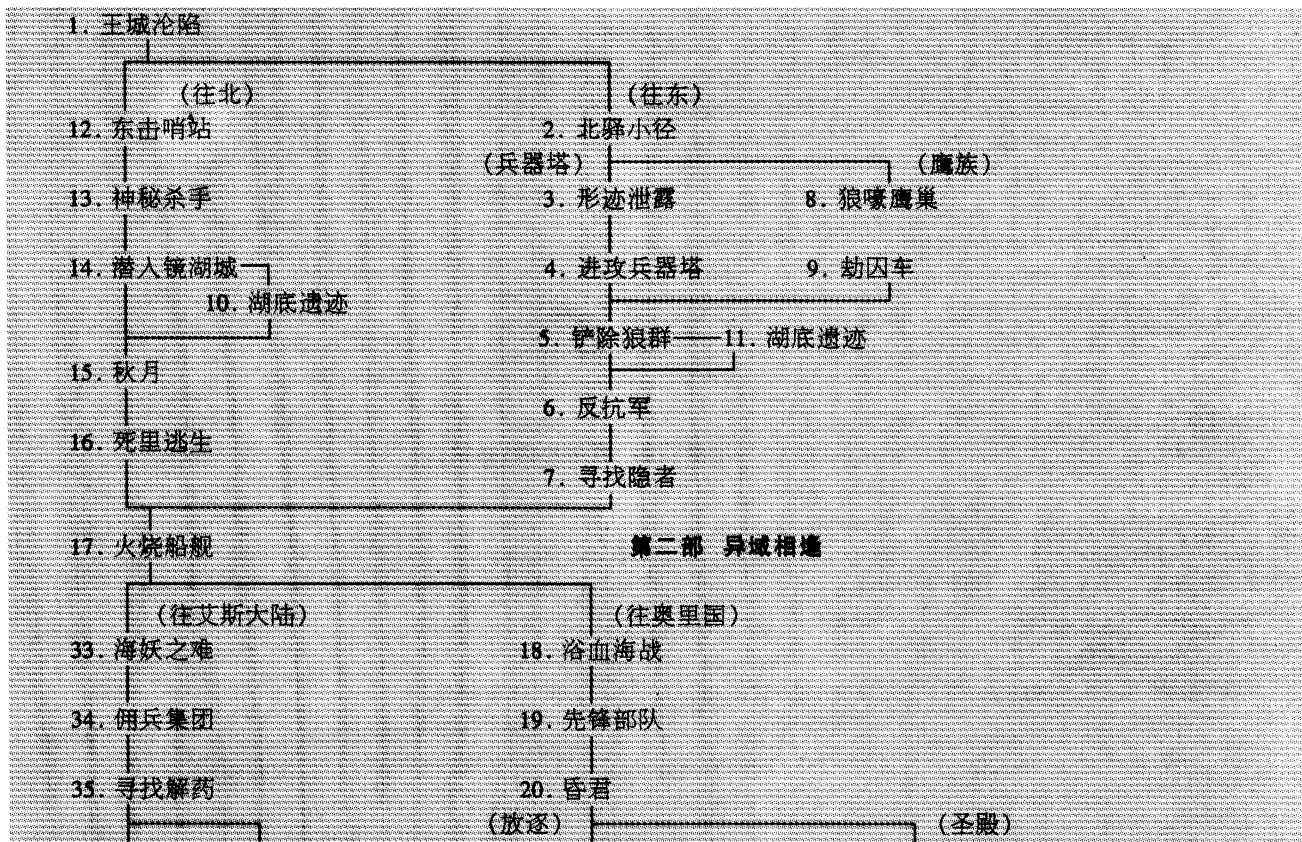 1. 王城沦陷
(往北) (往东)
12. 东击哨站 2. 北驿小径
(兵器塔) (鹰族)
13. 神秘杀手 3. 形迹泄露 8. 狼嚎鹰巢
14. 潜入镜湖城 4. 进攻兵器塔 9. 劫囚车
10. 湖底遗迹
5. 铲除狼群 11. 湖底遗迹
15. 秋月
6. 反抗军
16. 死里逃生
7. 寻找隐者
17. 火烧船舰 第二部 异域相逢
(往艾斯大陆) (往奥里国)
33. 海妖之难 18. 浴血海战
34. 佣兵集团 19. 先锋部队
35. 寻找解药 20. 昏君
(放逐) (圣殿)